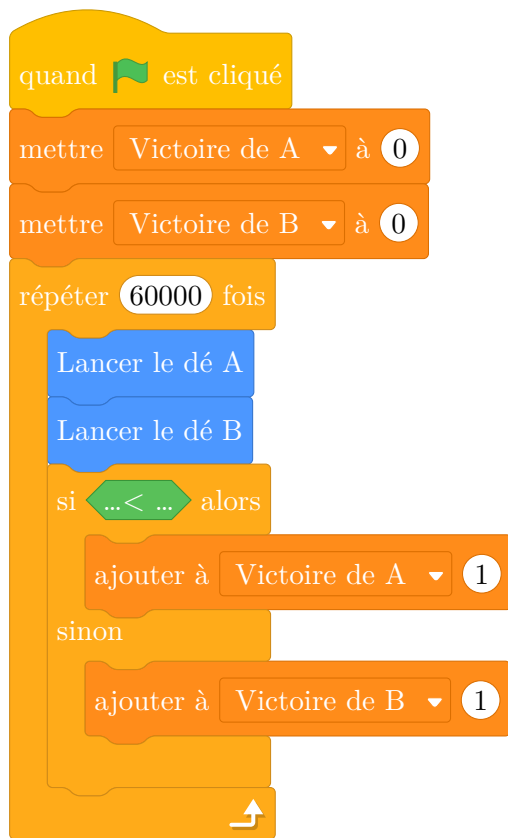 quand est cliqué
mettre Victoire de A à 0
mettre Victoire de B à 0
répéter 60000 fois
Lancer le dé A
Lancer le dé B
si ...< ... alors
ajouter à Victoire de A 1
sinon
ajouter à Victoire de B 1